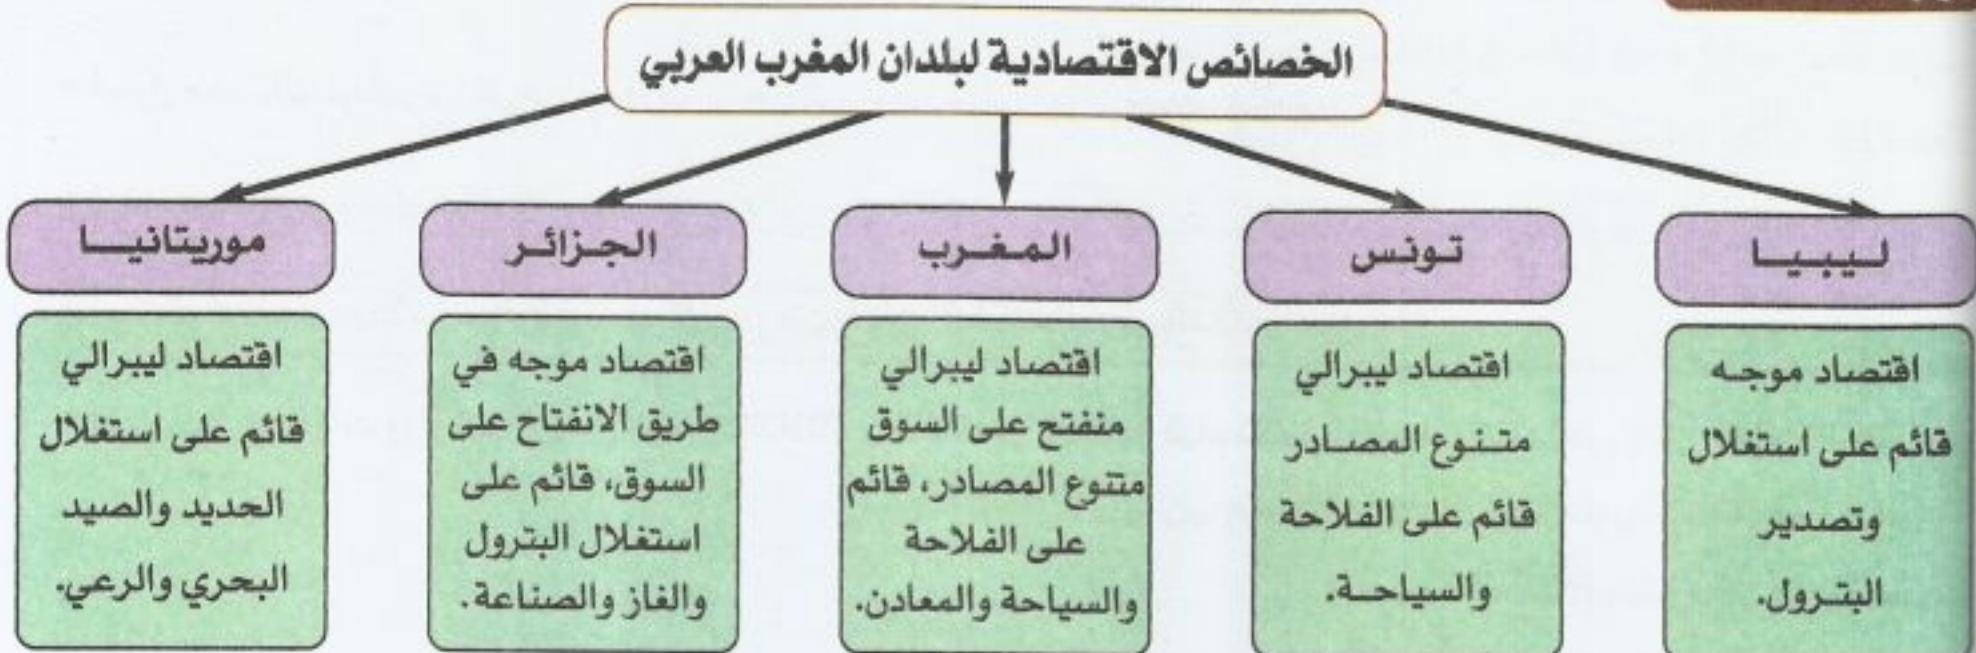 الخصائص الاقتصادية لبلدان المغرب العربي
ليبيا
اقتصاد موجه
قائم على استغلال
وتصدير
البترول.
تونس
اقتصاد ليبرالي
متنوع المصادر
قائم على الفلاحة
والسياحة.
المغرب
اقتصاد ليبرالي
منفتح على السوق
متنوع المصادر، قائم
على الفلاحة
والسياحة والمعادن.
الجزائر
اقتصاد موجه في
طريق الانفتاح على
السوق، قائم على
استغلال البترول
والغاز والصناعة.
موريتانيا
اقتصاد ليبرالي
قائم على استغلال
الحديد والصيد
البحري والرعي.